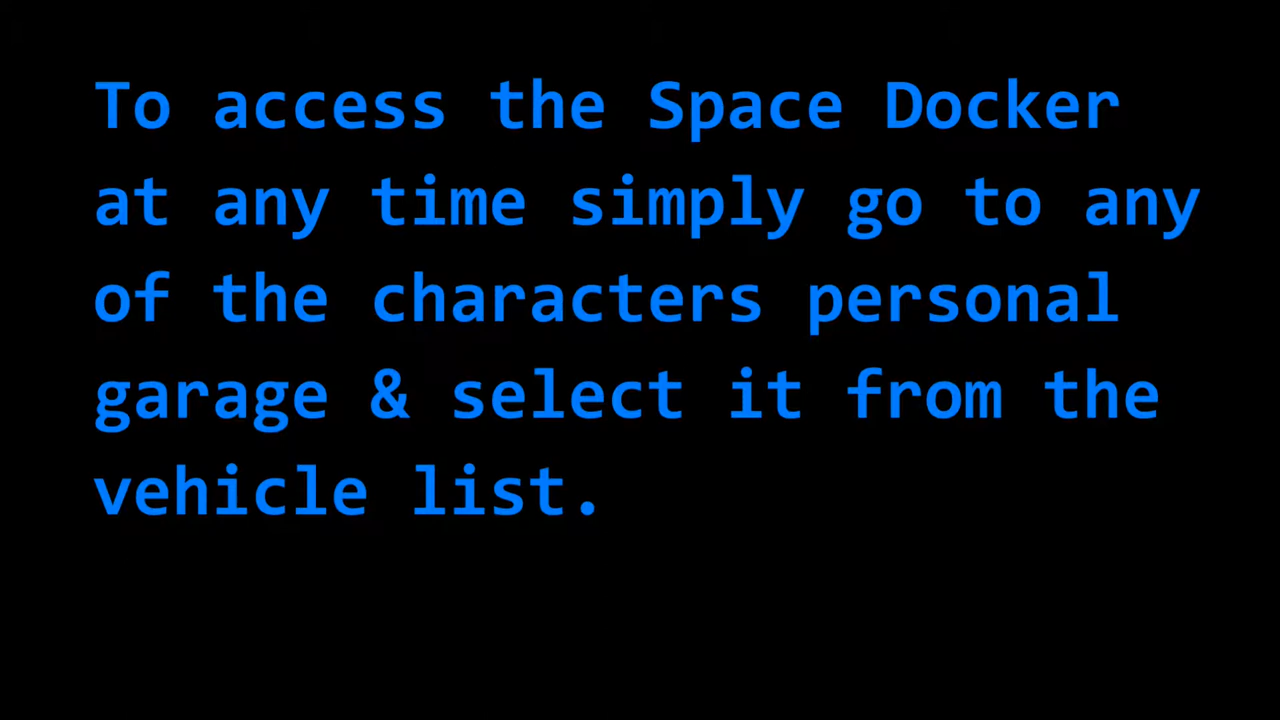 To access the Space Docker
at any time simply go to any
of the characters personal
garage & select it from the
vehicle list.